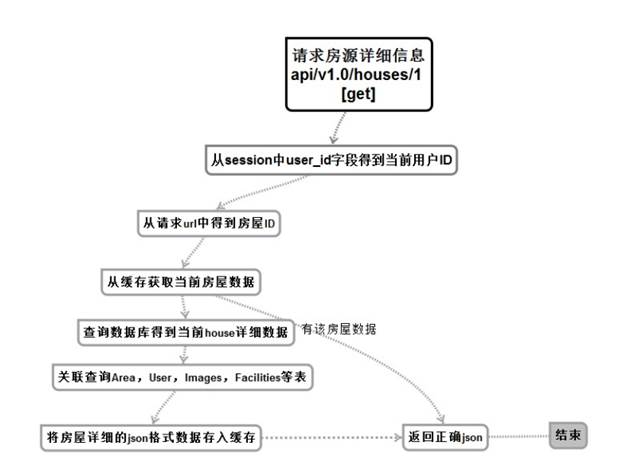 请求房源详细信息
api/v1.0/houses/1
[get]
从session中user_id字段得到当前用户ID
从请求url中得到房屋ID
从缓存获取当前房屋数据
查询数据库得到当前house详细数据
有该房屋数据
关联查询Area，User，Images，Facilities等表
将房屋详细的json格式数据存入缓存
返回正确json
结束